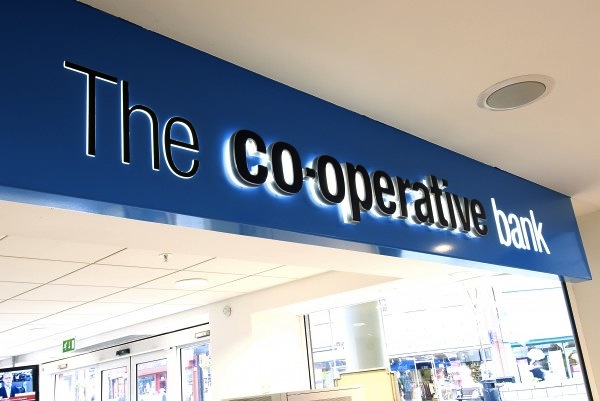 The co-operative bank